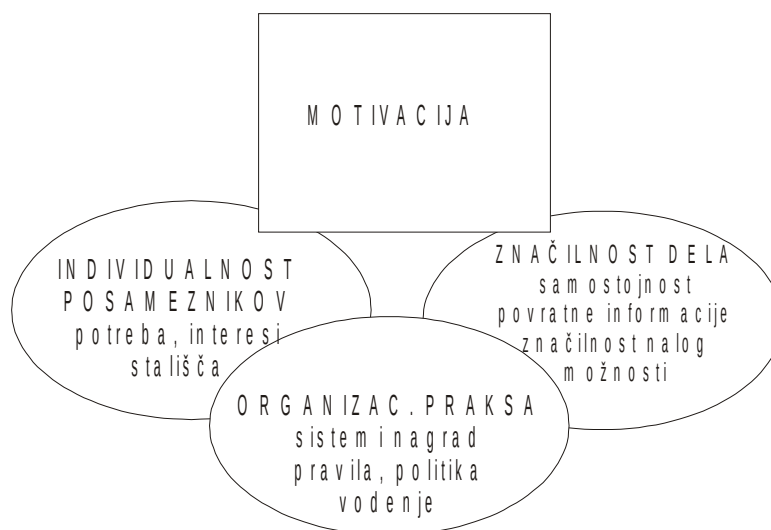 MOTIVACIJA
INDIVIDUALNOST
POSAMEZNIKOV
potreba, interesi
stališča
ZNAČILNOST DELA
samostojnost
povratne informacije
značilnost nalog
možnosti
ORGANIZAC. PRAKSA
sistemi nagrad
pravila, politika
vodenje